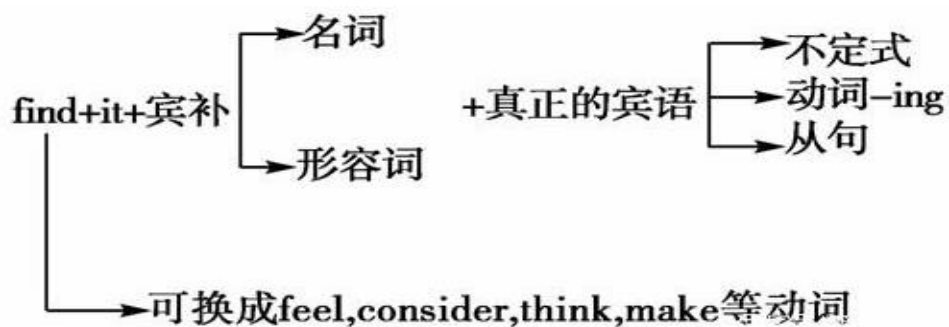 名词
不定式
find+it+宾补
+真正的宾语
动词-ing
从句
形容词
可换成feel,consider,think,make等动词